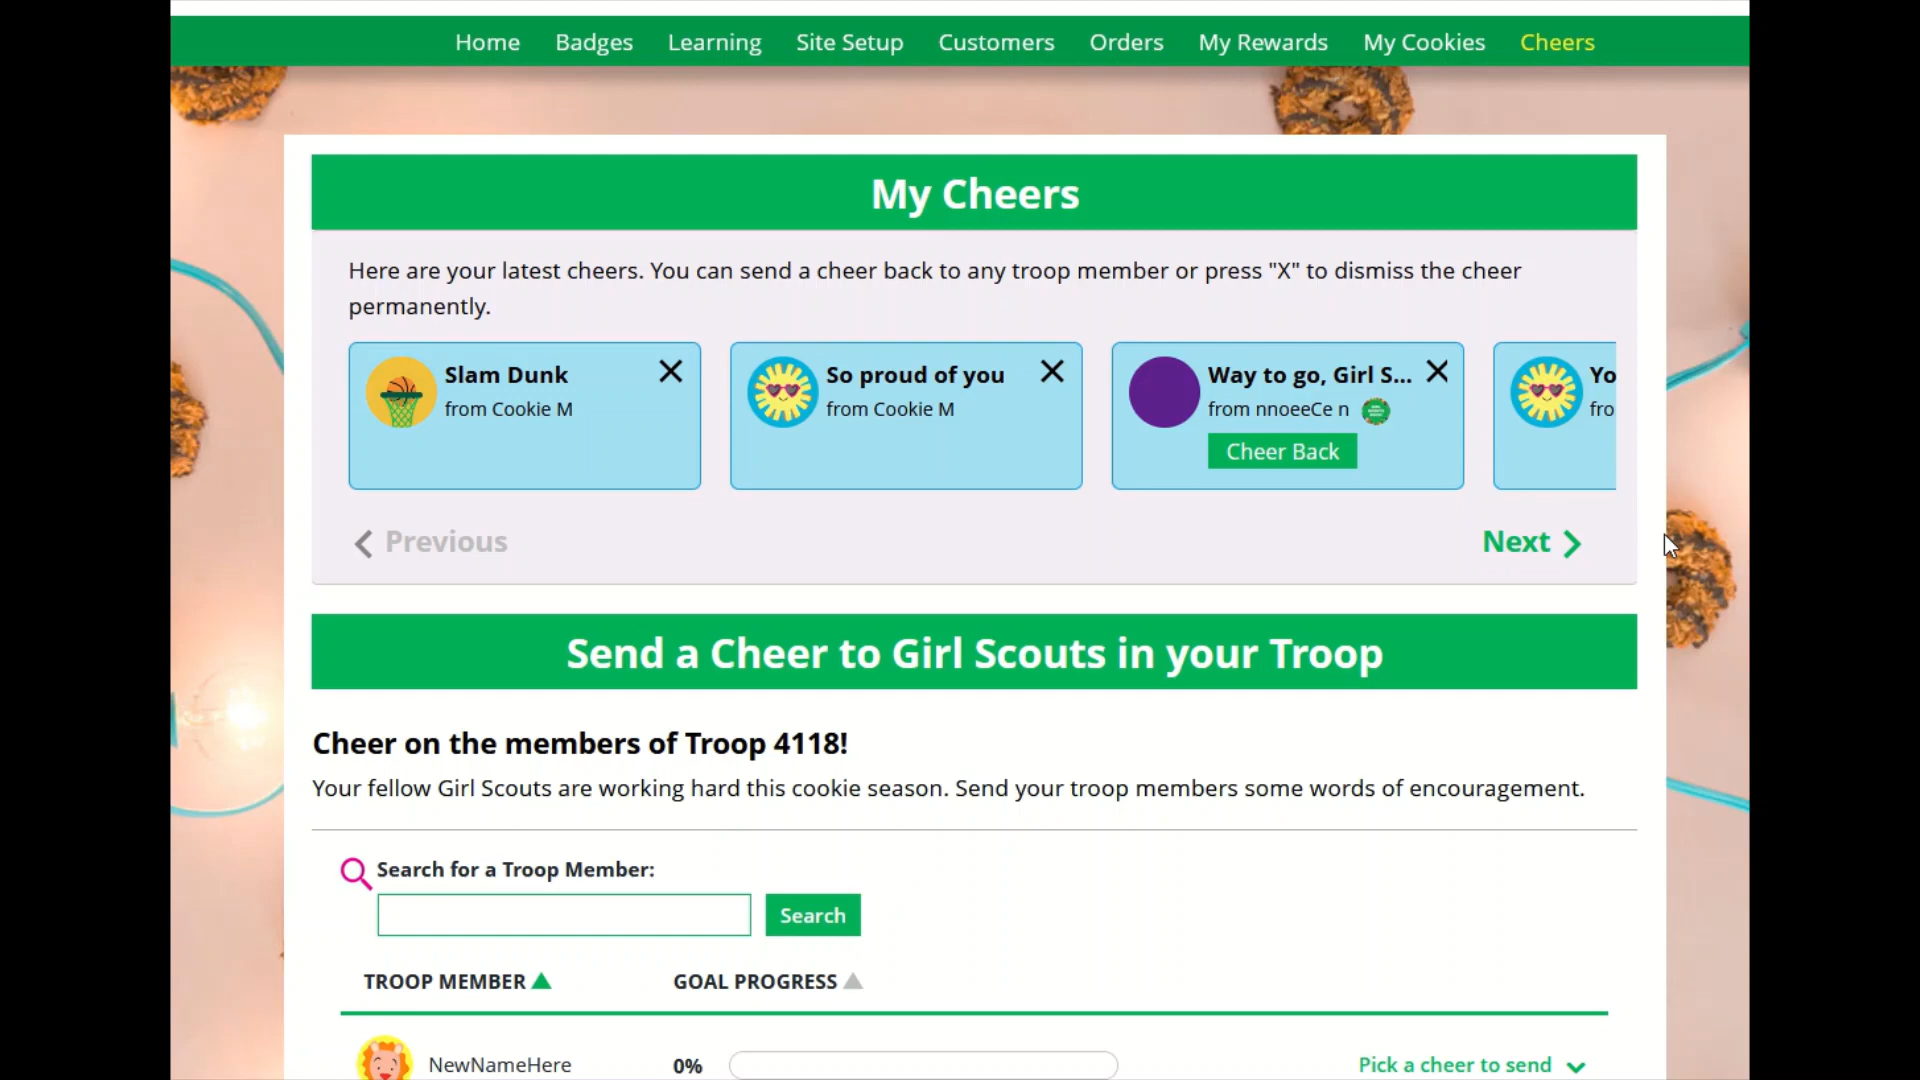 Home Badges Learning Site Setup Customers Orders My Rewards My Cookies Cheers
My Cheers
Here are your latest cheers. You can send a cheer back to any troop member or press "X" to dismiss the cheer
permanently.
Slam Dunk
from Cookie M
So proud of you
from Cookie M
Way to go, Girl S...
from nnoeeCe n
Cheer Back
Yo
fro
Previous
Next
Send a Cheer to Girl Scouts in your Troop
Cheer on the members of Troop 4118!
Your fellow Girl Scouts are working hard this cookie season. Send your troop members some words of encouragement.
Search for a Troop Member:
Search
TROOP MEMBER GOAL PROGRESS
NewNameHere 0% Pick a cheer to send